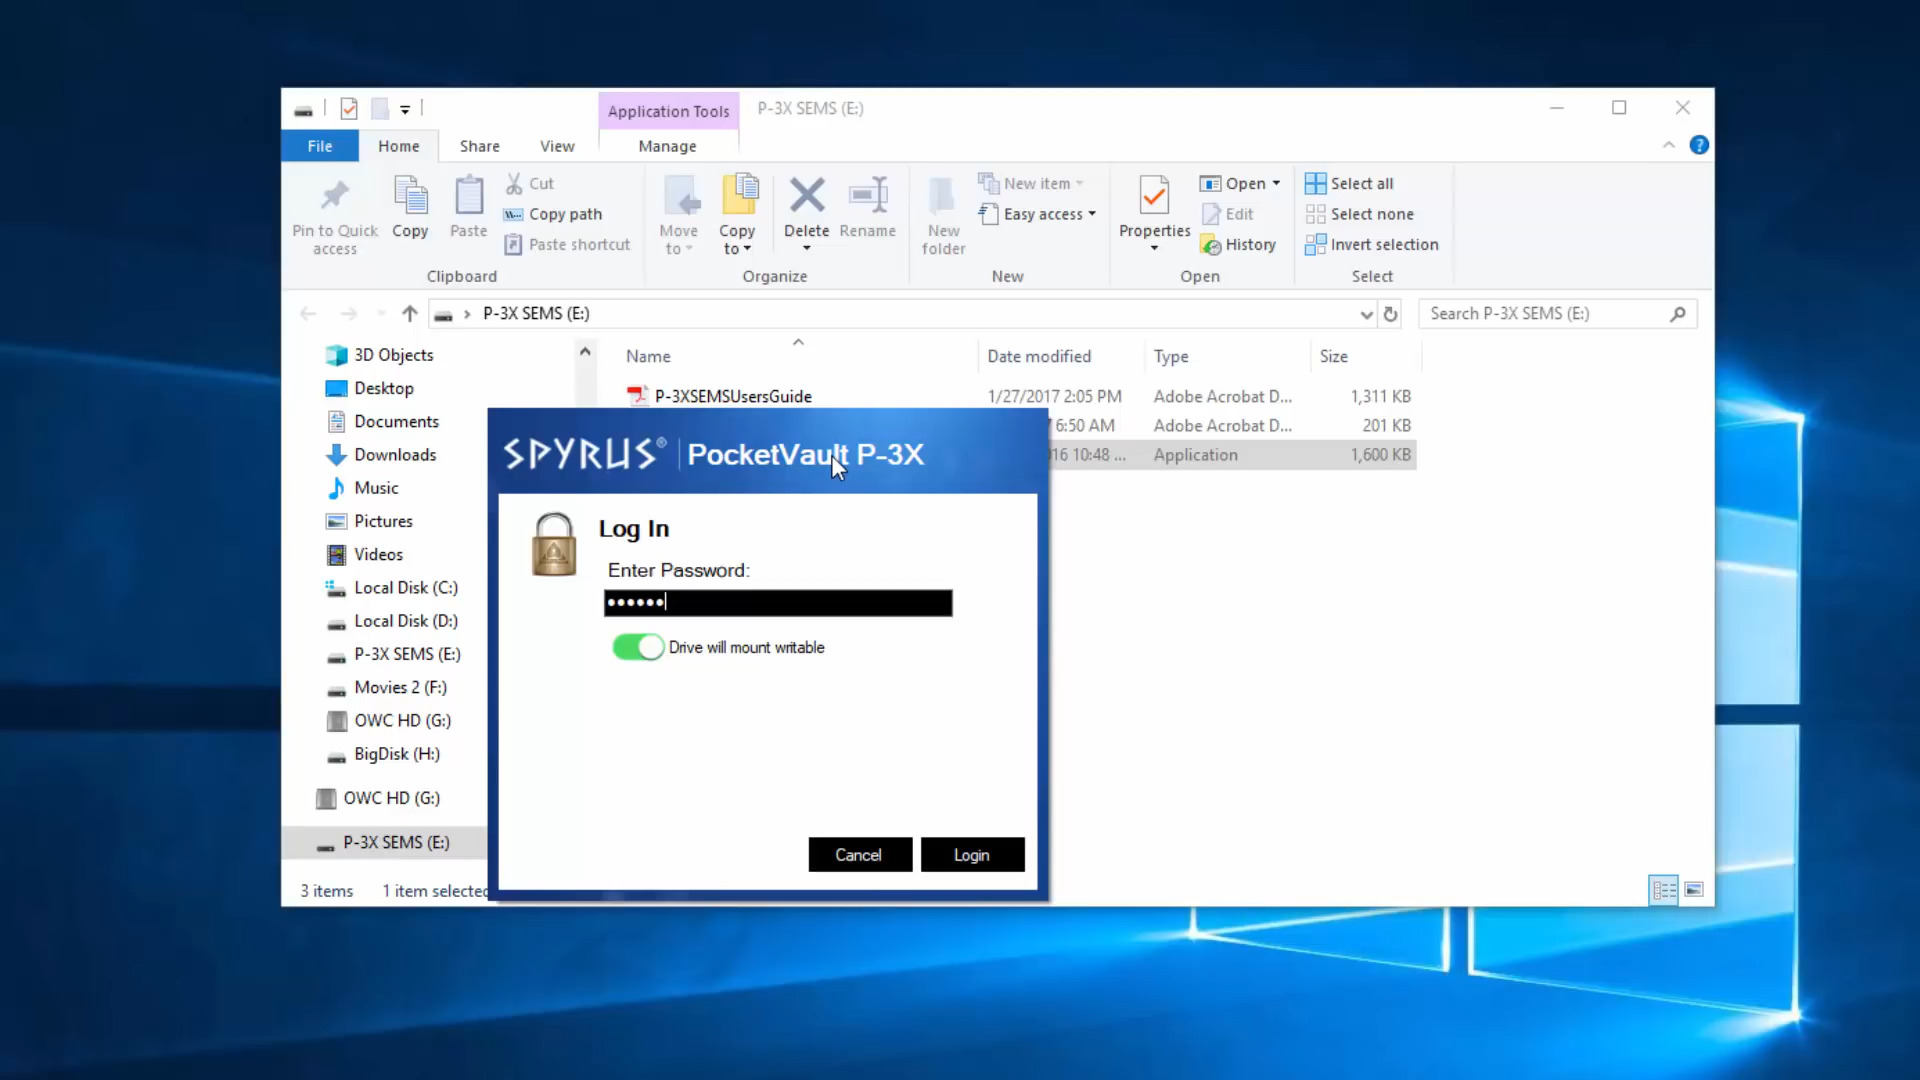 Application Tools
P-3X SEMS (E:)
File
Home
Share
View
Manage
Pin to Quick access
Copy
Paste
Cut
Copy path
Paste shortcut
Clipboard
Move to
Copy to
Delete
Rename
Organize
New folder
New item
Easy access
New
Properties
Open
Edit
History
Open
Select all
Select none
Invert selection
Select
P-3X SEMS (E:)
Search P-3X SEMS (E:)
Name
Date modified
Type
Size
P-3XSEMSUsersGuide
1/27/2017 2:05 PM
Adobe Acrobat D...
1,311 KB
6:50 AM
Adobe Acrobat D...
201 KB
16 10:48 ...
Application
1,600 KB
3D Objects
Desktop
Documents
Downloads
Music
Pictures
Videos
Local Disk (C:)
Local Disk (D:)
P-3X SEMS (E:)
Movies 2 (F:)
OWC HD (G:)
BigDisk (H:)
OWC HD (G:)
P-3X SEMS (E:)
3 items
1 item selected
SPYRUS® PocketVault P-3X
Log In
Enter Password:
••••••
Drive will mount writable
Cancel
Login